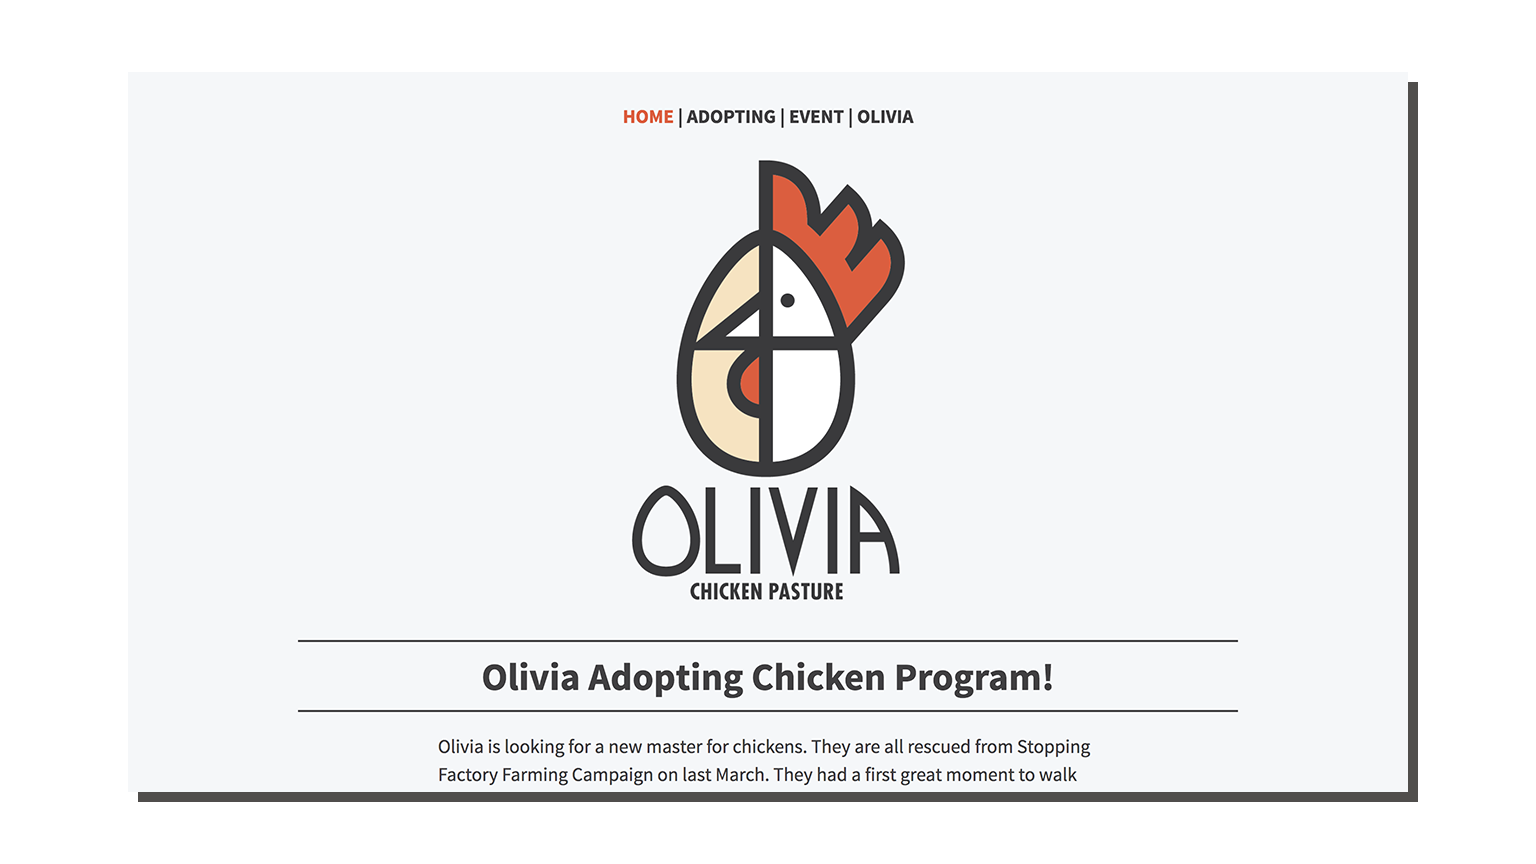 HOME | ADOPTING | EVENT | OLIVIA
OLIVIA
CHICKEN PASTURE
Olivia Adopting Chicken Program!
Olivia is looking for a new master for chickens. They are all rescued from Stopping
Factory Farming Campaign on last March. They had a first great moment to walk